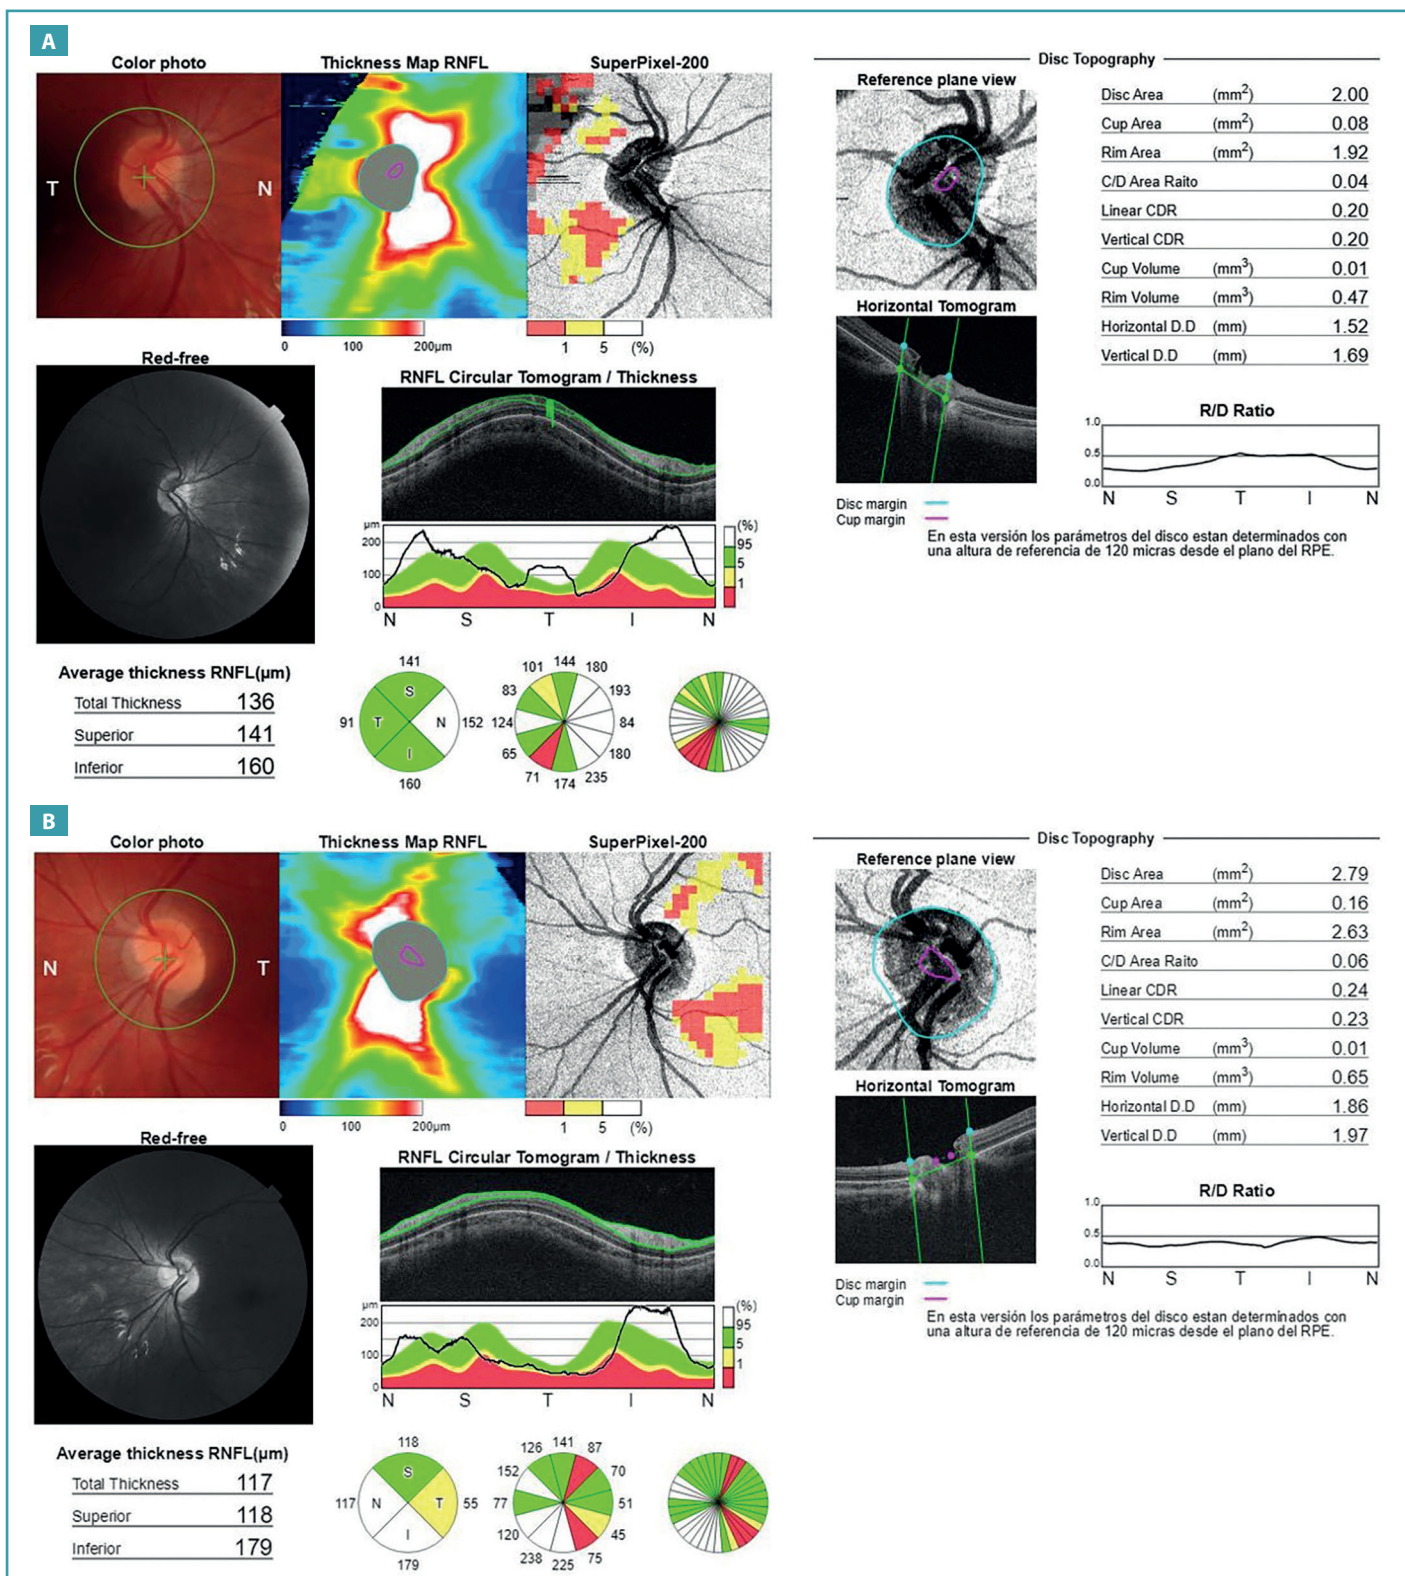 A
Color photo
Thickness Map RNFL
SuperPixel-200
T
N
0 100 200µm
1 5 (%)
Red-free
RNFL Circular Tomogram / Thickness
µm
200
100
0
(%)
95
5
1
N S T I N
Average thickness RNFL(µm)
Total Thickness 136
Superior 141
Inferior 160
141
S
91 T N 152
I
160
101 144 180
83 193
124 84
65 180
71 174 235
Disc Topography
Reference plane view
Horizontal Tomogram
Disc margin
Cup margin
Disc Area (mm²) 2.00
Cup Area (mm²) 0.08
Rim Area (mm²) 1.92
C/D Area Raito 0.04
Linear CDR 0.20
Vertical CDR 0.20
Cup Volume (mm³) 0.01
Rim Volume (mm³) 0.47
Horizontal D.D (mm) 1.52
Vertical D.D (mm) 1.69
R/D Ratio
1.0
0.5
0.0
N S T I N
En esta versión los parámetros del disco estan determinados con
una altura de referencia de 120 micras desde el plano del RPE.
B
Color photo
Thickness Map RNFL
SuperPixel-200
N
T
0 100 200µm
1 5 (%)
Red-free
RNFL Circular Tomogram / Thickness
µm
200
100
0
(%)
95
5
1
N S T I N
Average thickness RNFL(µm)
Total Thickness 117
Superior 118
Inferior 179
118
S
117 N T 55
I
179
126 141 87
152 70
77 51
120 45
238 225 75
Disc Topography
Reference plane view
Horizontal Tomogram
Disc margin
Cup margin
Disc Area (mm²) 2.79
Cup Area (mm²) 0.16
Rim Area (mm²) 2.63
C/D Area Raito 0.06
Linear CDR 0.24
Vertical CDR 0.23
Cup Volume (mm³) 0.01
Rim Volume (mm³) 0.65
Horizontal D.D (mm) 1.86
Vertical D.D (mm) 1.97
R/D Ratio
1.0
0.5
0.0
N S T I N
En esta versión los parámetros del disco estan determinados con
una altura de referencia de 120 micras desde el plano del RPE.